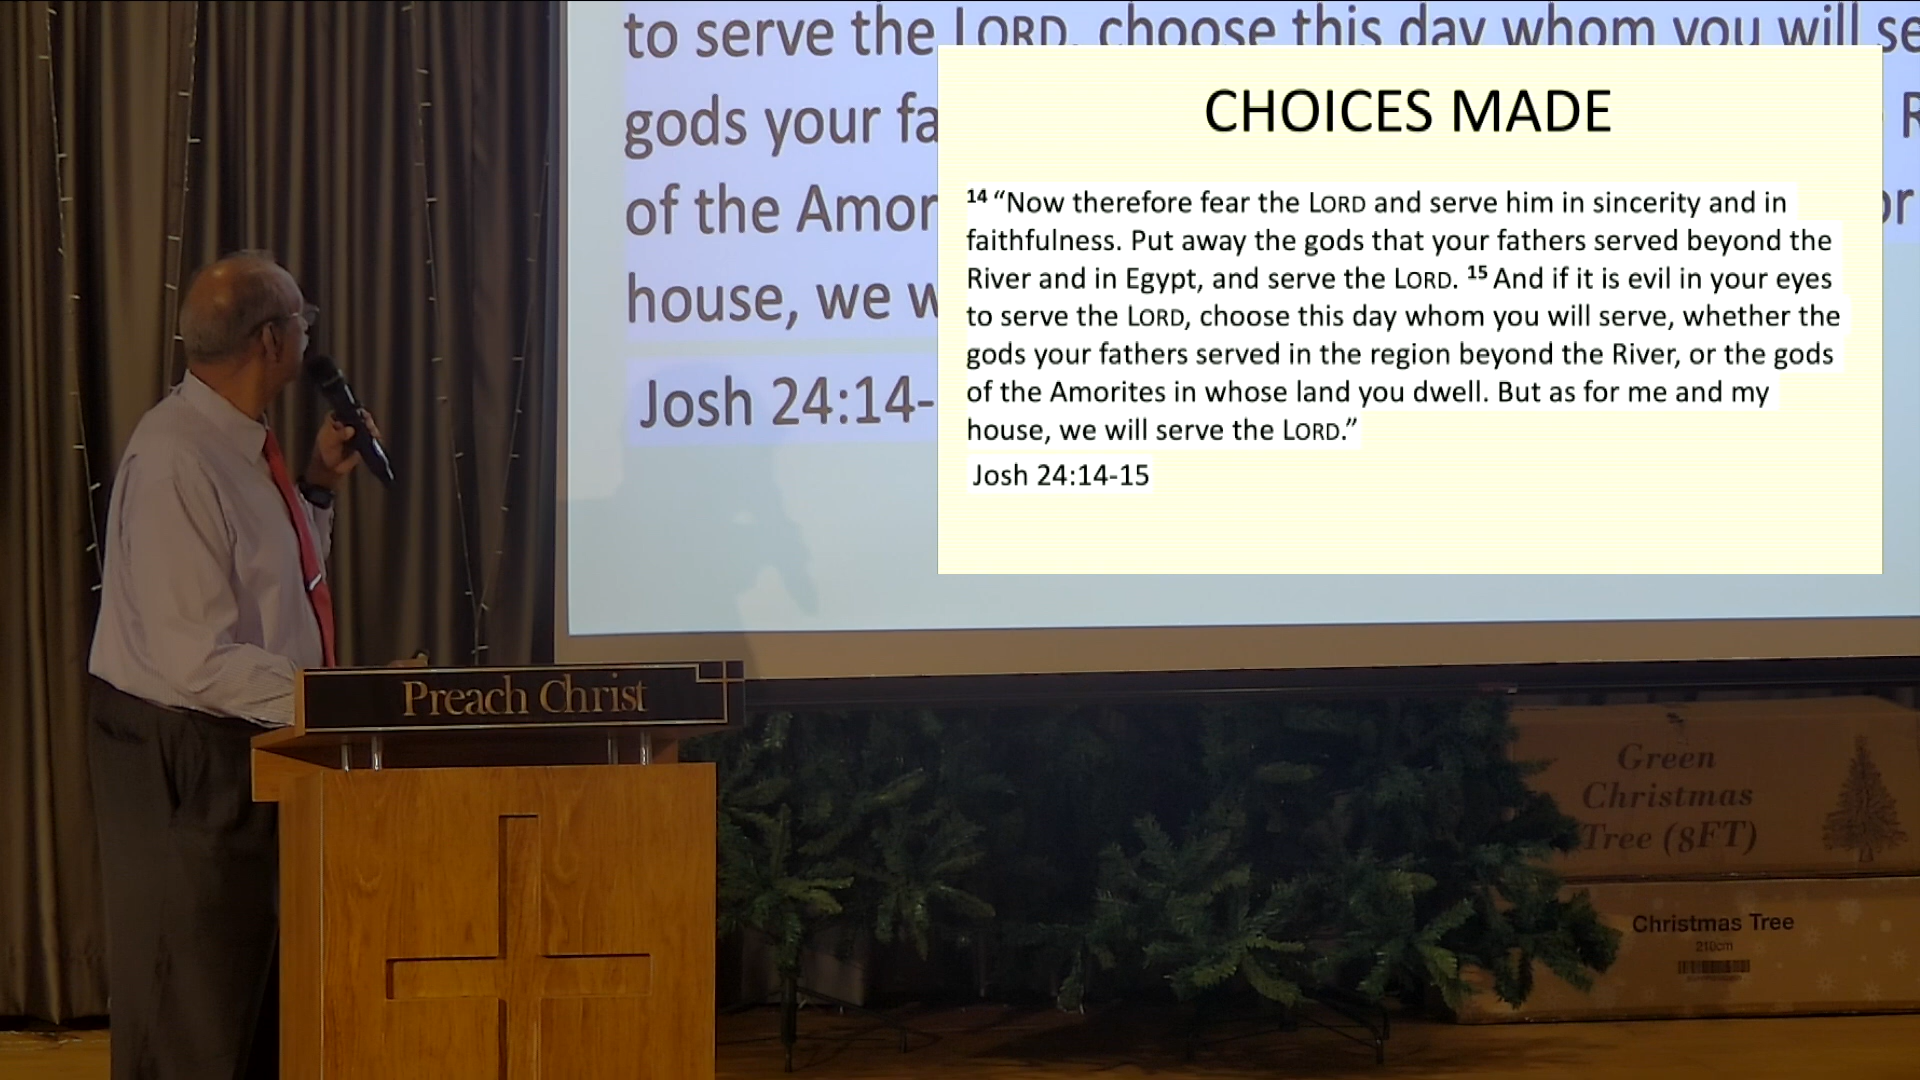 to serve the LORD, choose this day whom you will se
gods your fa
R
of the Amor
or
house, we w
Josh 24:14-
CHOICES MADE
14 “Now therefore fear the LORD and serve him in sincerity and in
faithfulness. Put away the gods that your fathers served beyond the
River and in Egypt, and serve the LORD. 15 And if it is evil in your eyes
to serve the LORD, choose this day whom you will serve, whether the
gods your fathers served in the region beyond the River, or the gods
of the Amorites in whose land you dwell. But as for me and my
house, we will serve the LORD.”
Josh 24:14-15
Preach Christ
Green
Christmas
Tree (8FT)
Christmas Tree
210cm